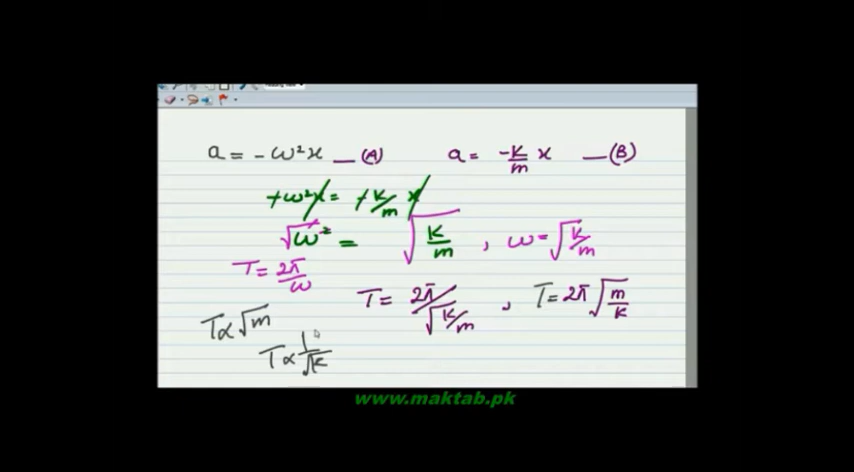 a = - ω²x —(A)   a = -k/m x —(B)
+ω²x = +k/m x
√ω² = √k/m , ω = √k/m
T = 2π/ω
T = 2π/√k/m , T = 2π √m/k
T ∝ √m
T ∝ 1/√k
www.maktab.pk